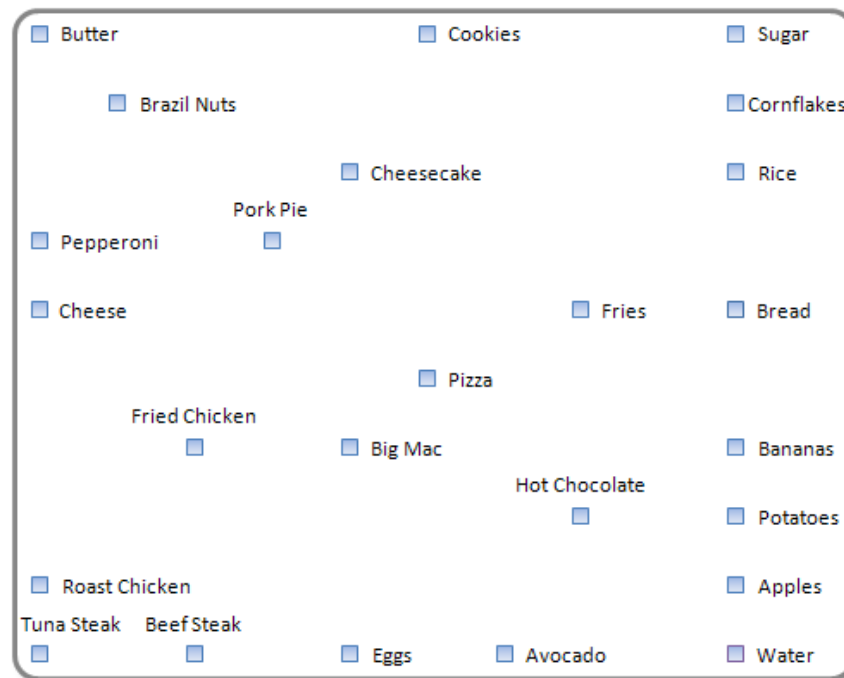 Butter
Cookies
Sugar
Brazil Nuts
Cornflakes
Cheesecake
Rice
Pork Pie
Pepperoni
Cheese
Fries
Bread
Pizza
Fried Chicken
Big Mac
Bananas
Hot Chocolate
Potatoes
Roast Chicken
Apples
Tuna Steak
Beef Steak
Eggs
Avocado
Water